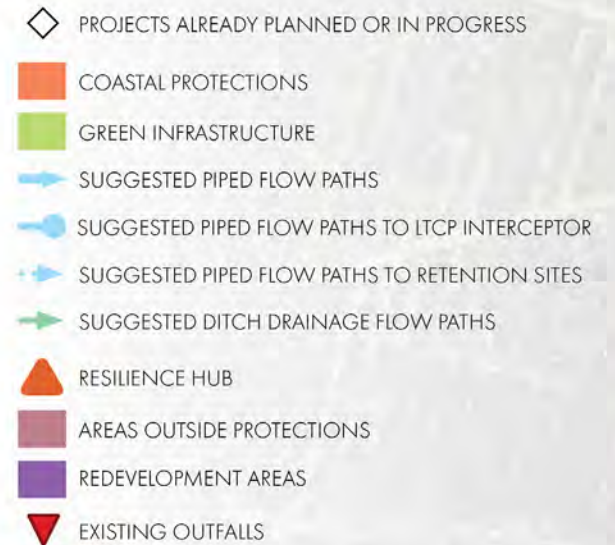 PROJECTS ALREADY PLANNED OR IN PROGRESS
COASTAL PROTECTIONS
GREEN INFRASTRUCTURE
SUGGESTED PIPED FLOW PATHS
SUGGESTED PIPED FLOW PATHS TO LTCP INTERCEPTOR
SUGGESTED PIPED FLOW PATHS TO RETENTION SITES
SUGGESTED DITCH DRAINAGE FLOW PATHS
RESILIENCE HUB
AREAS OUTSIDE PROTECTIONS
REDEVELOPMENT AREAS
EXISTING OUTFALLS